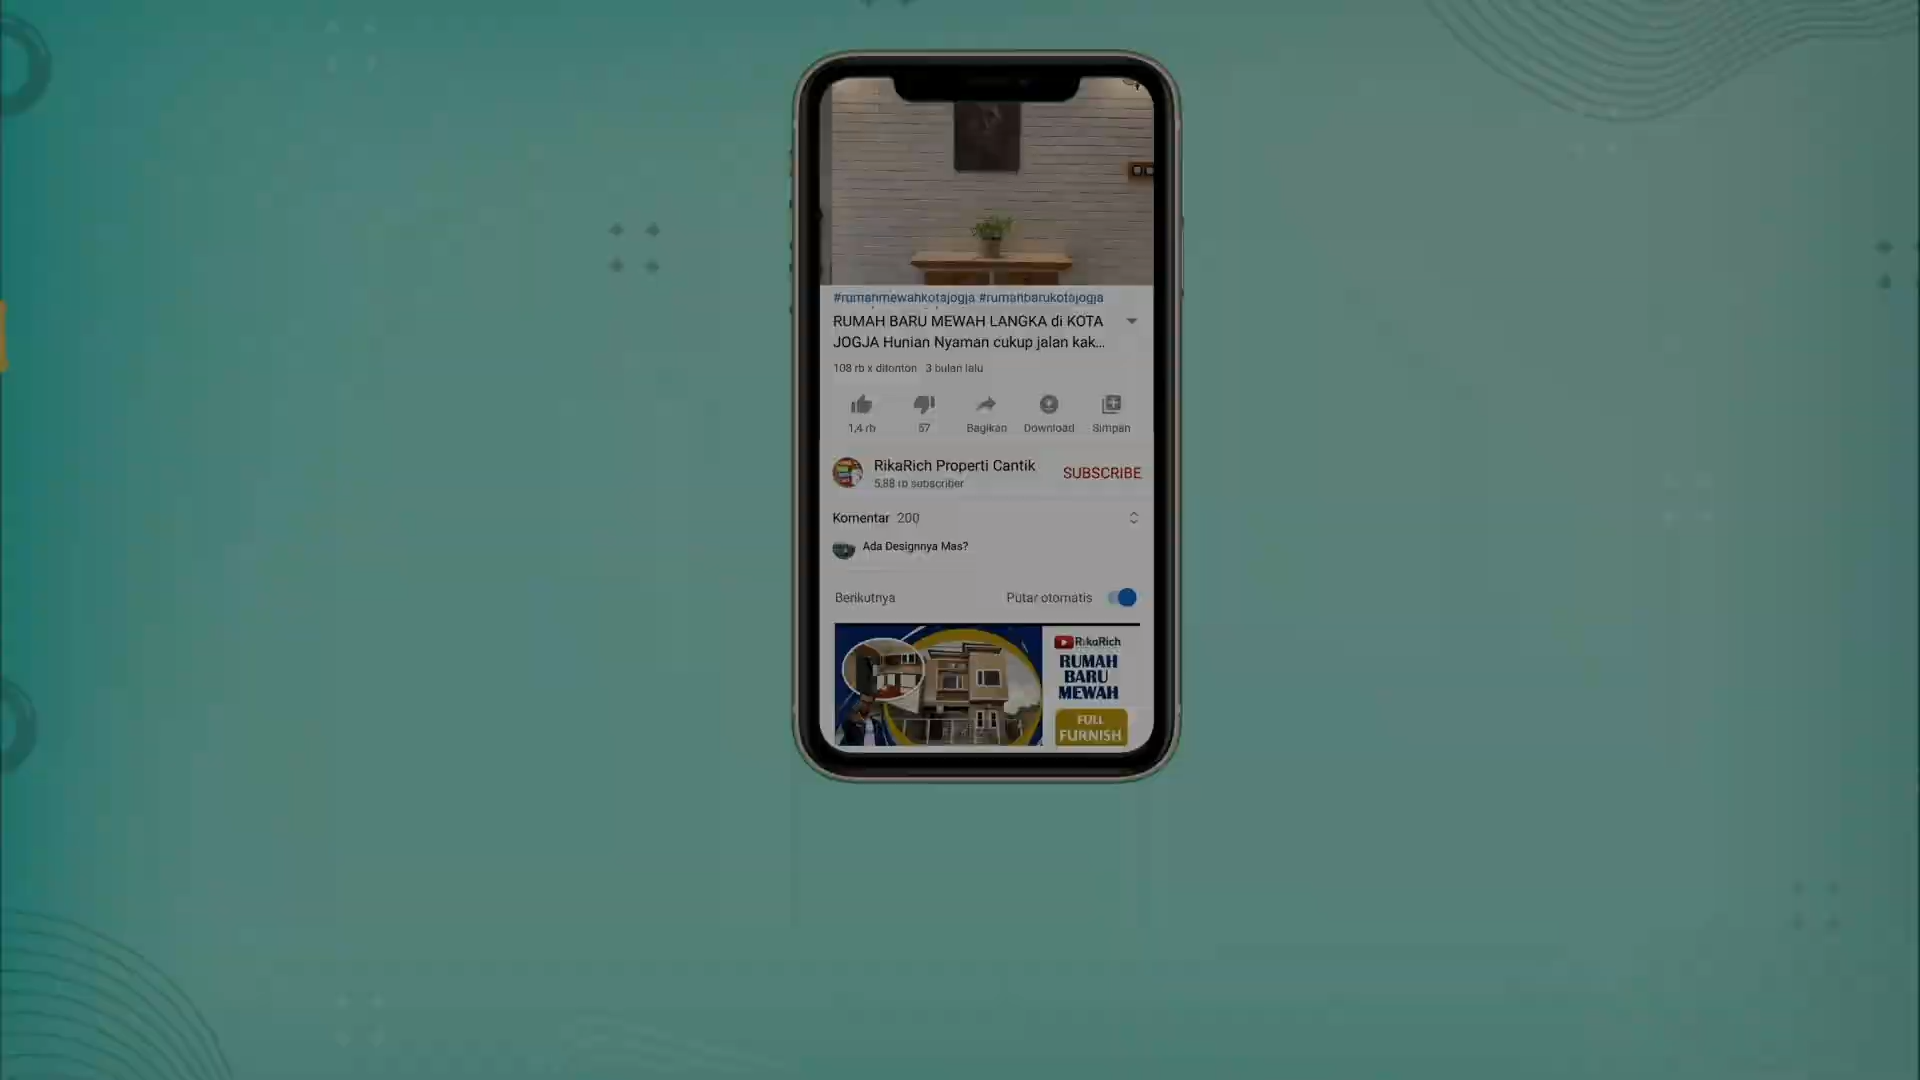 #rumahmewahkotajogja #rumahbarukotajogja
RUMAH BARU MEWAH LANGKA di KOTA
JOGJA Hunian Nyaman cukup jalan kak...
108 rb x ditonton 3 bulan lalu
1,4 rb
57
Bagikan
Download
Simpan
RikaRich Properti Cantik
5,88 rb subscriber
SUBSCRIBE
Komentar 200
Ada Designnya Mas?
Berikutnya
Putar otomatis
RikaRich
RUMAH
BARU
MEWAH
FULL
FURNISH